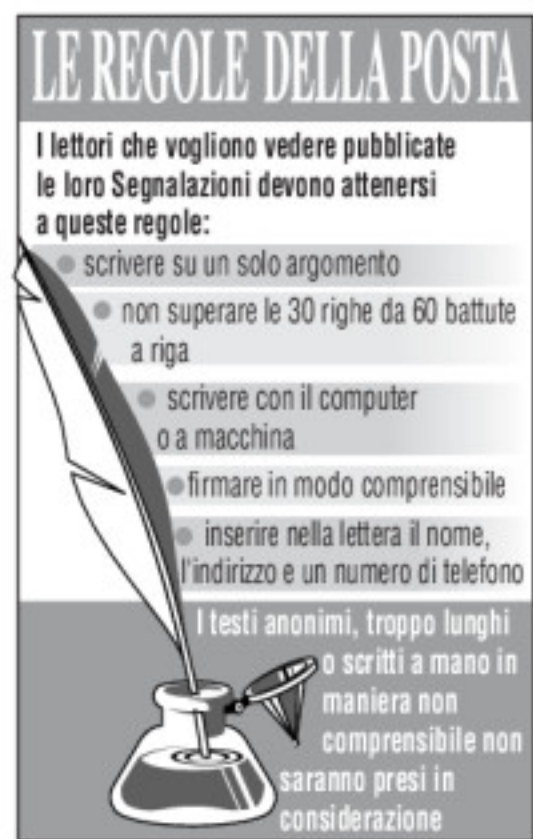 LE REGOLE DELLA POSTA
I lettori che vogliono vedere pubblicate
le loro Segnalazioni devono attenersi
a queste regole:
● scrivere su un solo argomento
● non superare le 30 righe da 60 battute
a riga
● scrivere con il computer
o a macchina
● firmare in modo comprensibile
● inserire nella lettera il nome,
l'indirizzo e un numero di telefono
I testi anonimi, troppo lunghi
o scritti a mano in
maniera non
comprensibile non
saranno presi in
considerazione